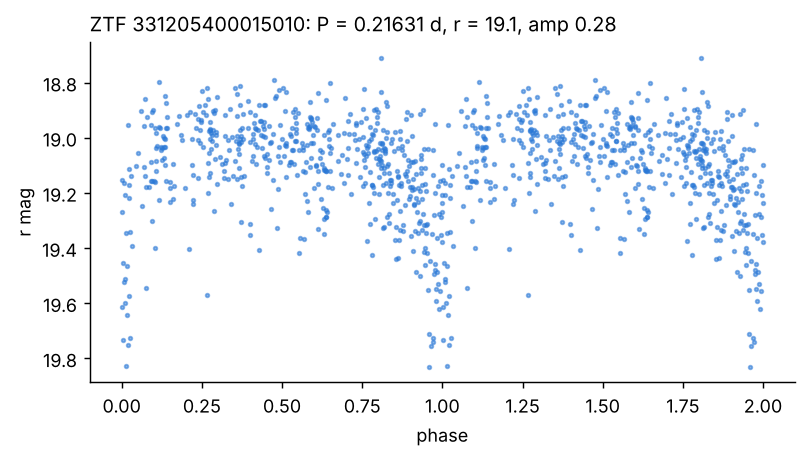 ZTF 331205400015010: P = 0.21631 d, r = 19.1, amp 0.28
18.8
19.0
19.2
19.4
19.6
19.8
r mag
0.00 0.25 0.50 0.75 1.00 1.25 1.50 1.75 2.00
phase